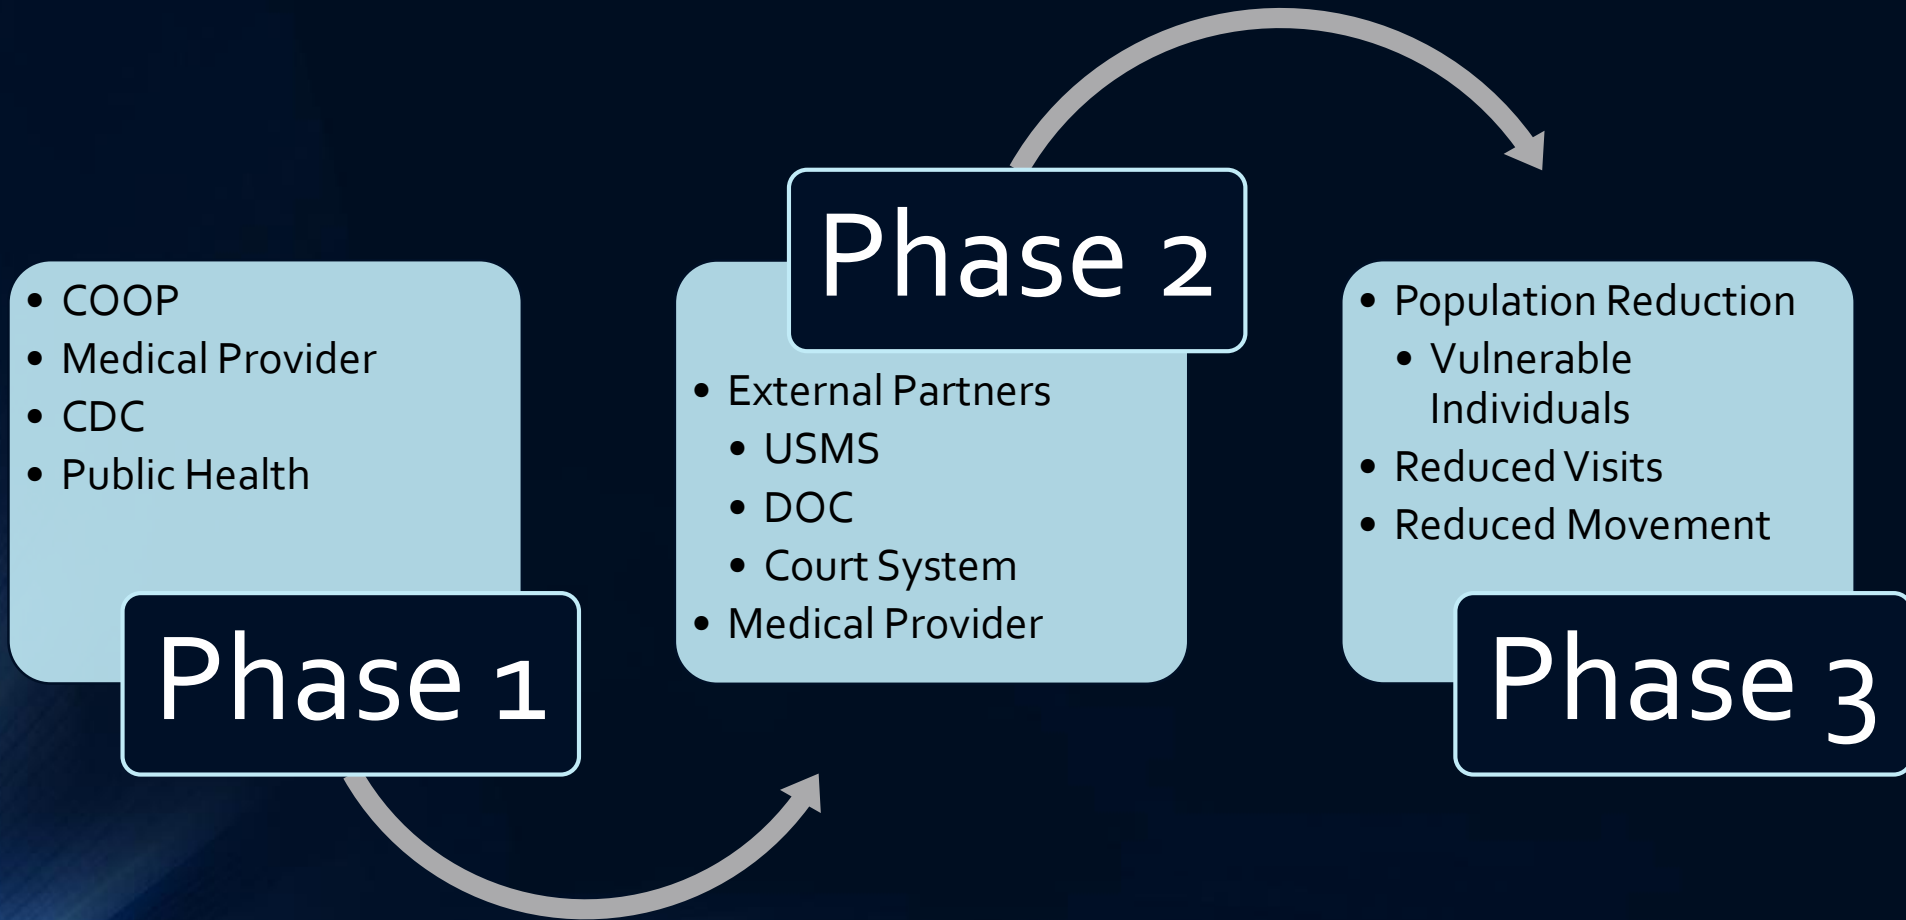 • COOP
• Medical Provider
• CDC
• Public Health
Phase 1
Phase 2
• External Partners
• USMS
• DOC
• Court System
• Medical Provider
• Population Reduction
• Vulnerable
Individuals
• Reduced Visits
• Reduced Movement
Phase 3